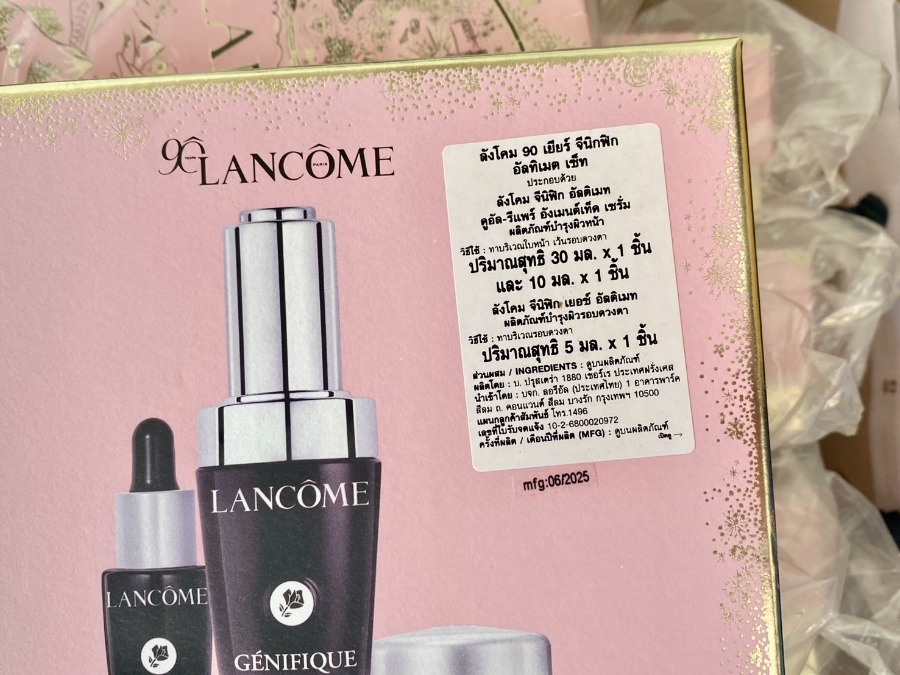 90 LANCÔME
PARIS
ลังโคม 90 เยียร์ จีนิกฟิก
อัลทิเมต เซ็ท
ประกอบด้วย
ลังโคม จีนิฟิก อัลติเมท
ดูอัล-รีแพร์ อังเมนต์เท็ด เซรั่ม
ผลิตภัณฑ์บำรุงผิวหน้า
วิธีใช้ : ทาบริเวณใบหน้า เว้นรอบดวงตา
ปริมาณสุทธิ 30 มล. x 1 ชิ้น
และ 10 มล. x 1 ชิ้น
ลังโคม จีนิฟิก เยอซ์ อัลติเมท
ผลิตภัณฑ์บำรุงผิวรอบดวงตา
วิธีใช้ : ทาบริเวณรอบดวงตา
ปริมาณสุทธิ 5 มล. x 1 ชิ้น
ส่วนผสม / INGREDIENTS : ดูบนผลิตภัณฑ์
ผลิตโดย : บ. ปรุสเตร่า 1880 เซอร์เร ประเทศฝรั่งเศส
นำเข้าโดย : บจก. ลอรีอัล (ประเทศไทย) 1 อาคารพาร์ค
สีลม ถ. คอนแวนต์ สีลม บางรัก กรุงเทพฯ 10500
แผนกลูกค้าสัมพันธ์ โทร.1496
เลขที่ใบรับจดแจ้ง 10-2-6800020972
ครั้งที่ผลิต / เดือนปีที่ผลิต (MFG) : ดูบนผลิตภัณฑ์
เปิดดู →
mfg:06/2025
LANCÔME
GÉNIFIQUE
LANCÔME